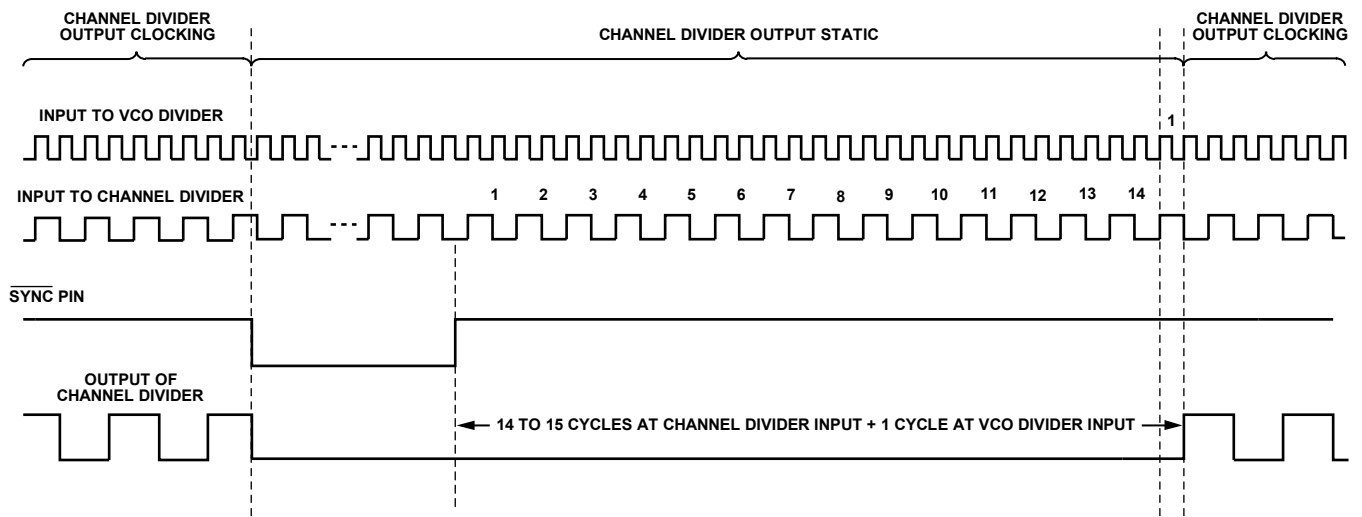 CHANNEL DIVIDER
OUTPUT CLOCKING
CHANNEL DIVIDER OUTPUT STATIC
CHANNEL DIVIDER
OUTPUT CLOCKING
INPUT TO VCO DIVIDER
1
INPUT TO CHANNEL DIVIDER
1 2 3 4 5 6 7 8 9 10 11 12 13 14
SYNC PIN
OUTPUT OF
CHANNEL DIVIDER
14 TO 15 CYCLES AT CHANNEL DIVIDER INPUT + 1 CYCLE AT VCO DIVIDER INPUT